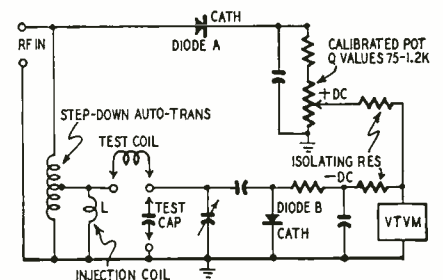 CATH
RF IN
DIODE A
CALIBRATED POT
Q VALUES 75-1.2K
+DC
STEP-DOWN AUTO-TRANS
TEST COIL
ISOLATING RES
-DC
L
TEST
CAP
DIODE B
CATH
VTVM
INJECTION COIL